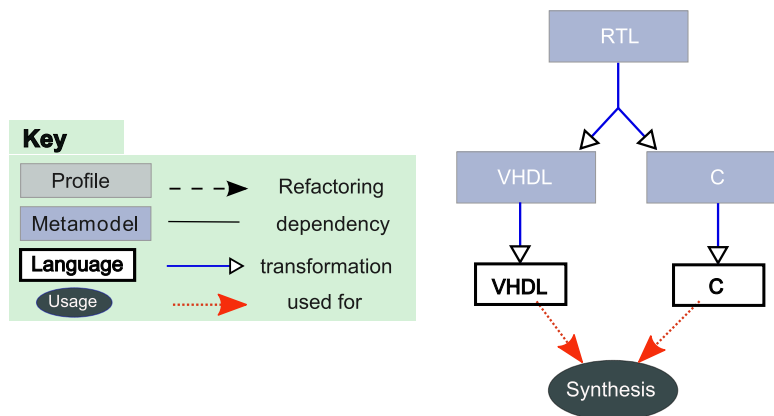 RTL
Key
Profile
Refactoring
Metamodel
dependency
Language
transformation
Usage
used for
VHDL
C
VHDL
C
Synthesis